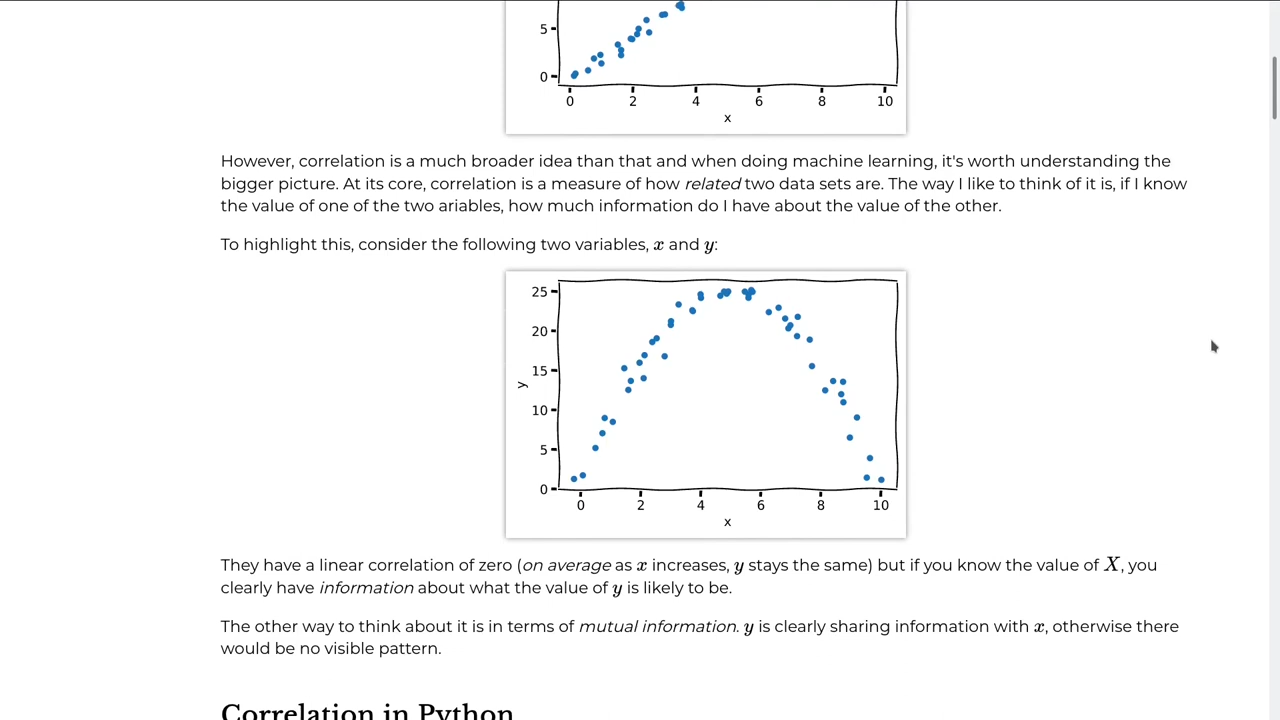 5
0
0 2 4 6 8 10
x
However, correlation is a much broader idea than that and when doing machine learning, it's worth understanding the
bigger picture. At its core, correlation is a measure of how related two data sets are. The way I like to think of it is, if I know
the value of one of the two ariables, how much information do I have about the value of the other.
To highlight this, consider the following two variables, x and y:
25
20
15
y
10
5
0
0 2 4 6 8 10
x
They have a linear correlation of zero (on average as x increases, y stays the same) but if you know the value of X, you
clearly have information about what the value of y is likely to be.
The other way to think about it is in terms of mutual information. y is clearly sharing information with x, otherwise there
would be no visible pattern.
Correlation in Python